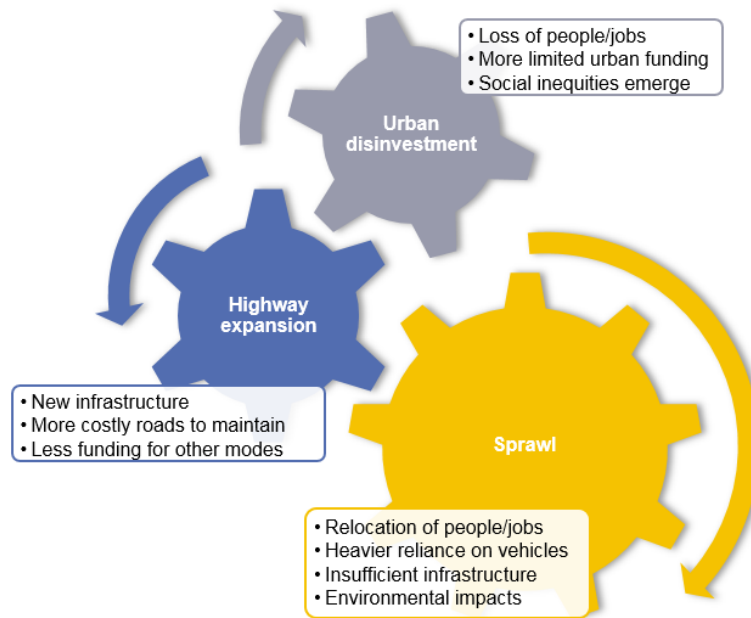 • Loss of people/jobs
• More limited urban funding
• Social inequities emerge
Urban
disinvestment
Highway
expansion
• New infrastructure
• More costly roads to maintain
• Less funding for other modes
Sprawl
• Relocation of people/jobs
• Heavier reliance on vehicles
• Insufficient infrastructure
• Environmental impacts